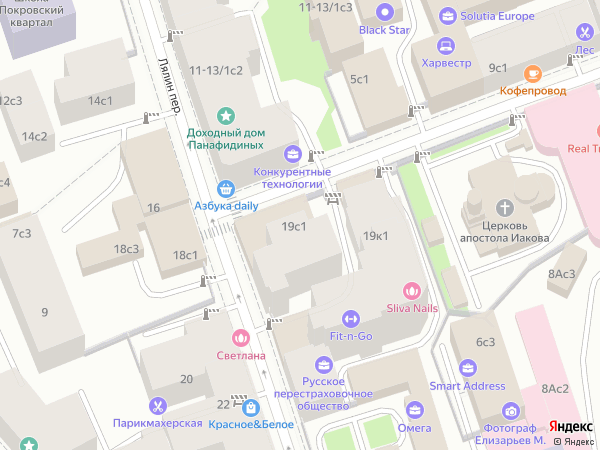 Школа
Покровский
квартал
11-13/1с3
Black Star
Solutia Europe
Харвестр
Лес
9с1
Кофепровод
5с1
Лялин пер.
11-13/1с2
12с3
14с1
14с2
Доходный дом
Панафидиных
Конкурентные
технологии
Азбука daily
Real Tr
с4
7с3
16
18с3
18с1
19с1
19к1
Церковь
апостола Иакова
8Ас3
9
Sliva Nails
Светлана
Fit-n-Go
6с3
20
Русское
перестраховочное
общество
Smart Address
8Ас2
22
Парикмахерская
Красное&Белое
Омега
Фотограф
Елизарьев М.
Яндекс
© Яндекс